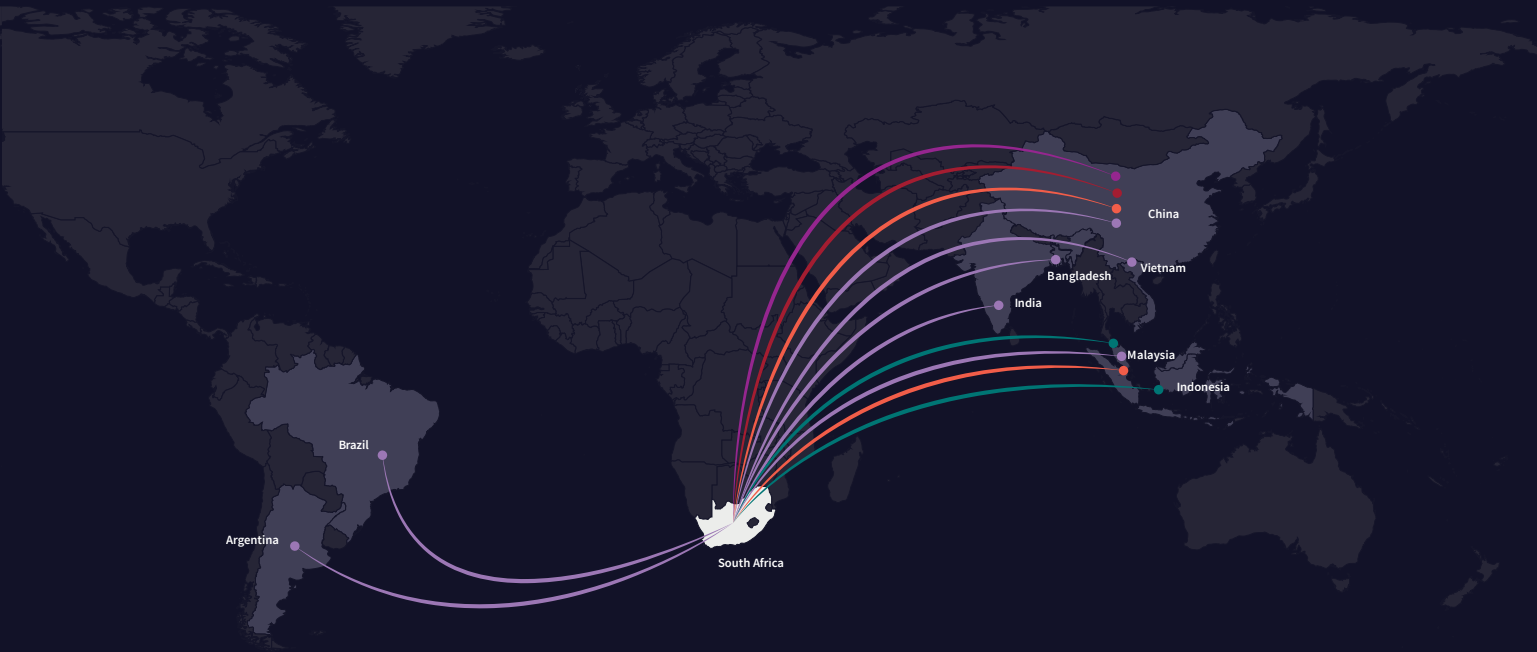 China
Vietnam
Bangladesh
India
Malaysia
Indonesia
Brazil
Argentina
South Africa